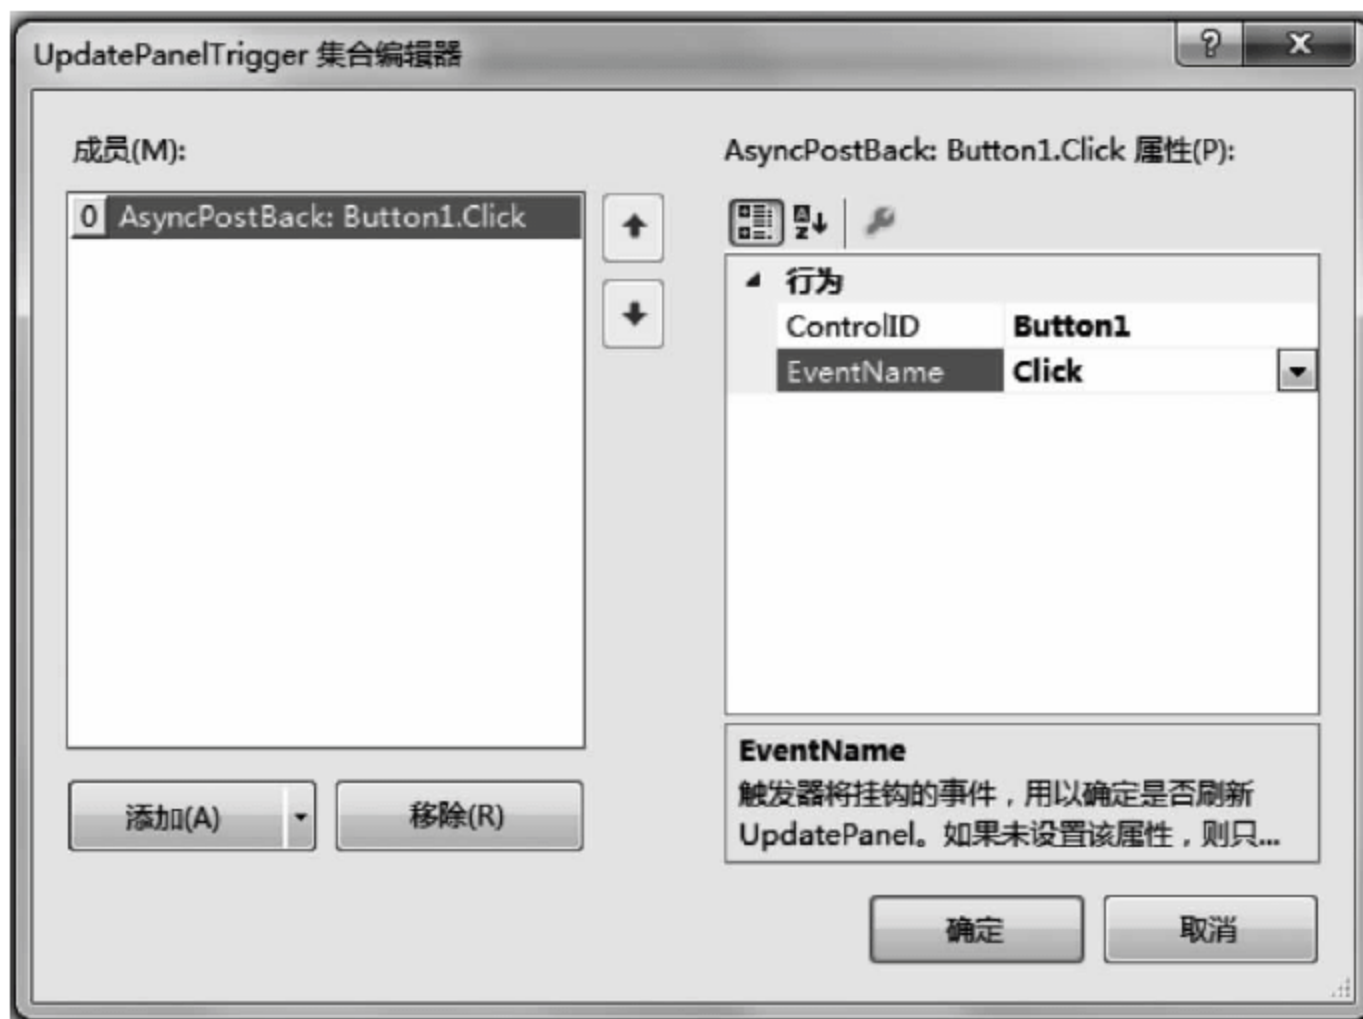 UpdatePanelTrigger 集合编辑器
?
成员(M):
0 AsyncPostBack: Button1.Click
添加(A)
移除(R)
AsyncPostBack: Button1.Click 属性(P):
行为
ControlID Button1
EventName Click
EventName
触发器将挂钩的事件，用以确定是否刷新
UpdatePanel。如果未设置该属性，则只...
确定
取消